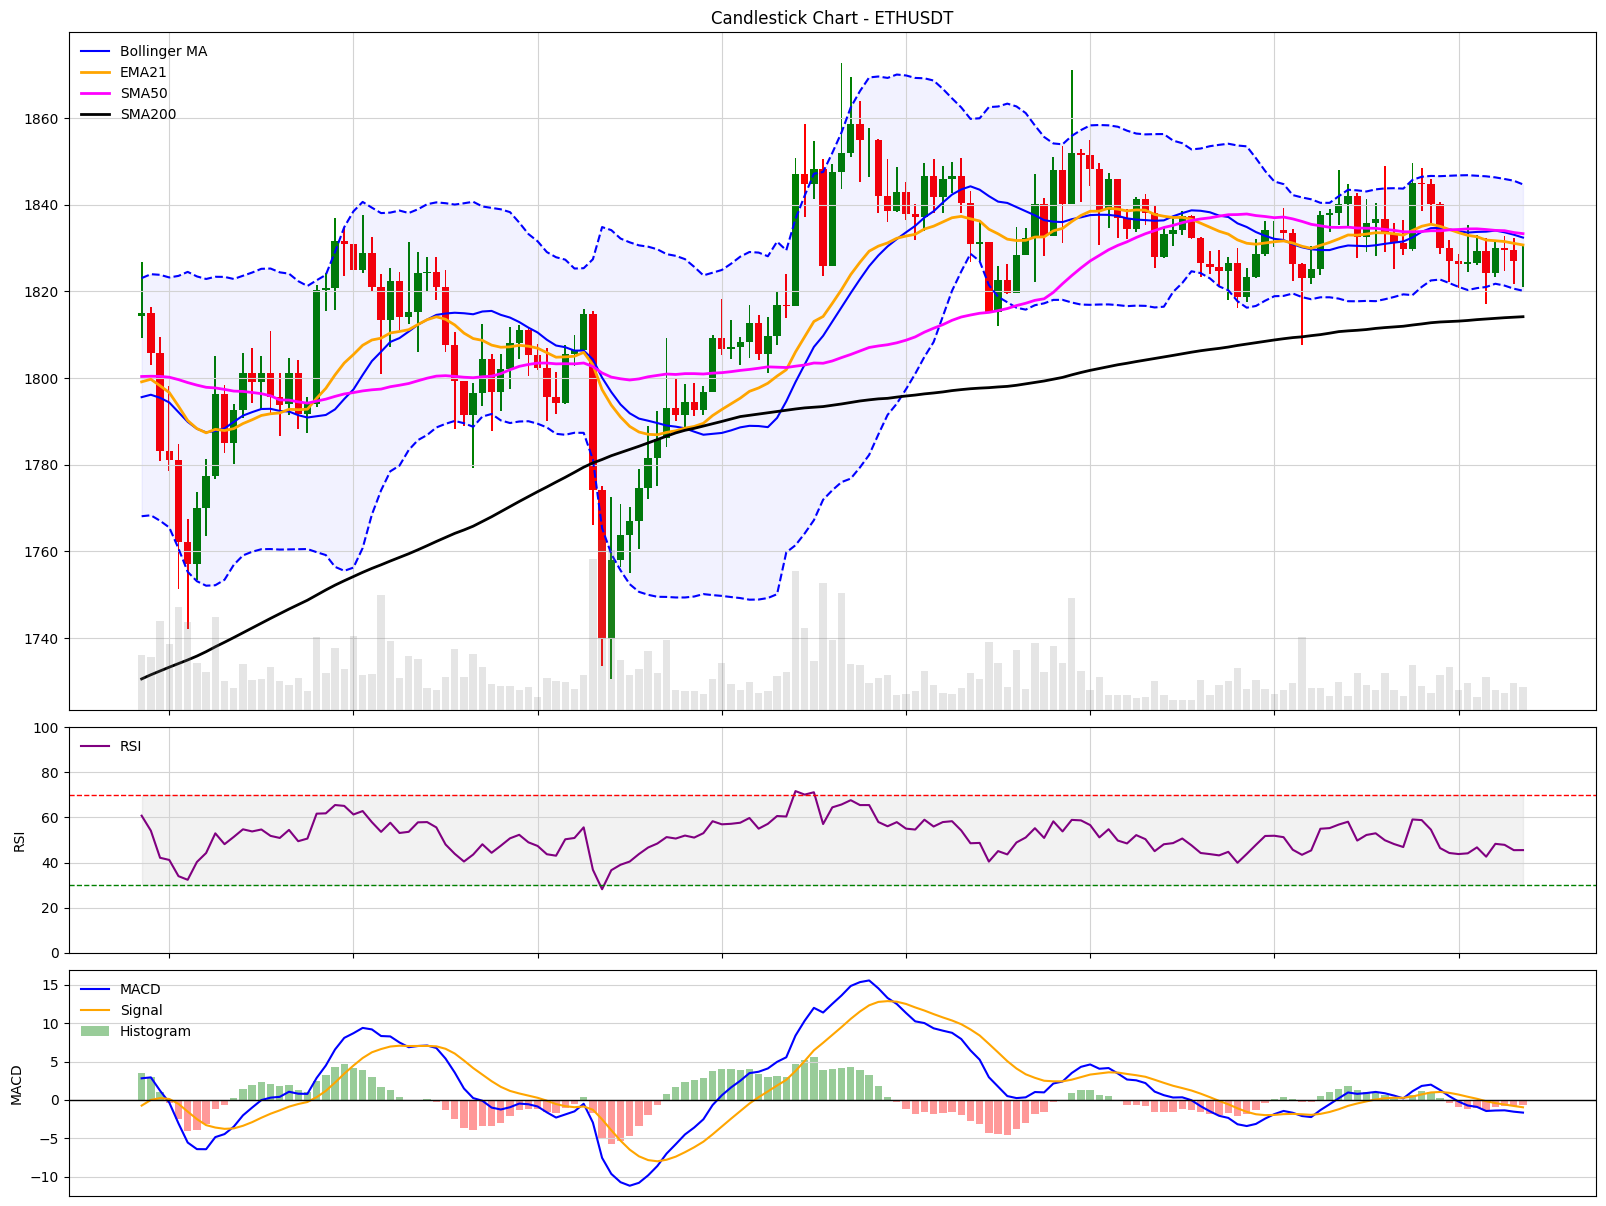 Candlestick Chart - ETHUSDT
Bollinger MA
EMA21
SMA50
SMA200
1860
1840
1820
1800
1780
1760
1740
RSI
100
80
60
40
20
0
RSI
MACD
Signal
Histogram
15
10
5
0
−5
−10
MACD